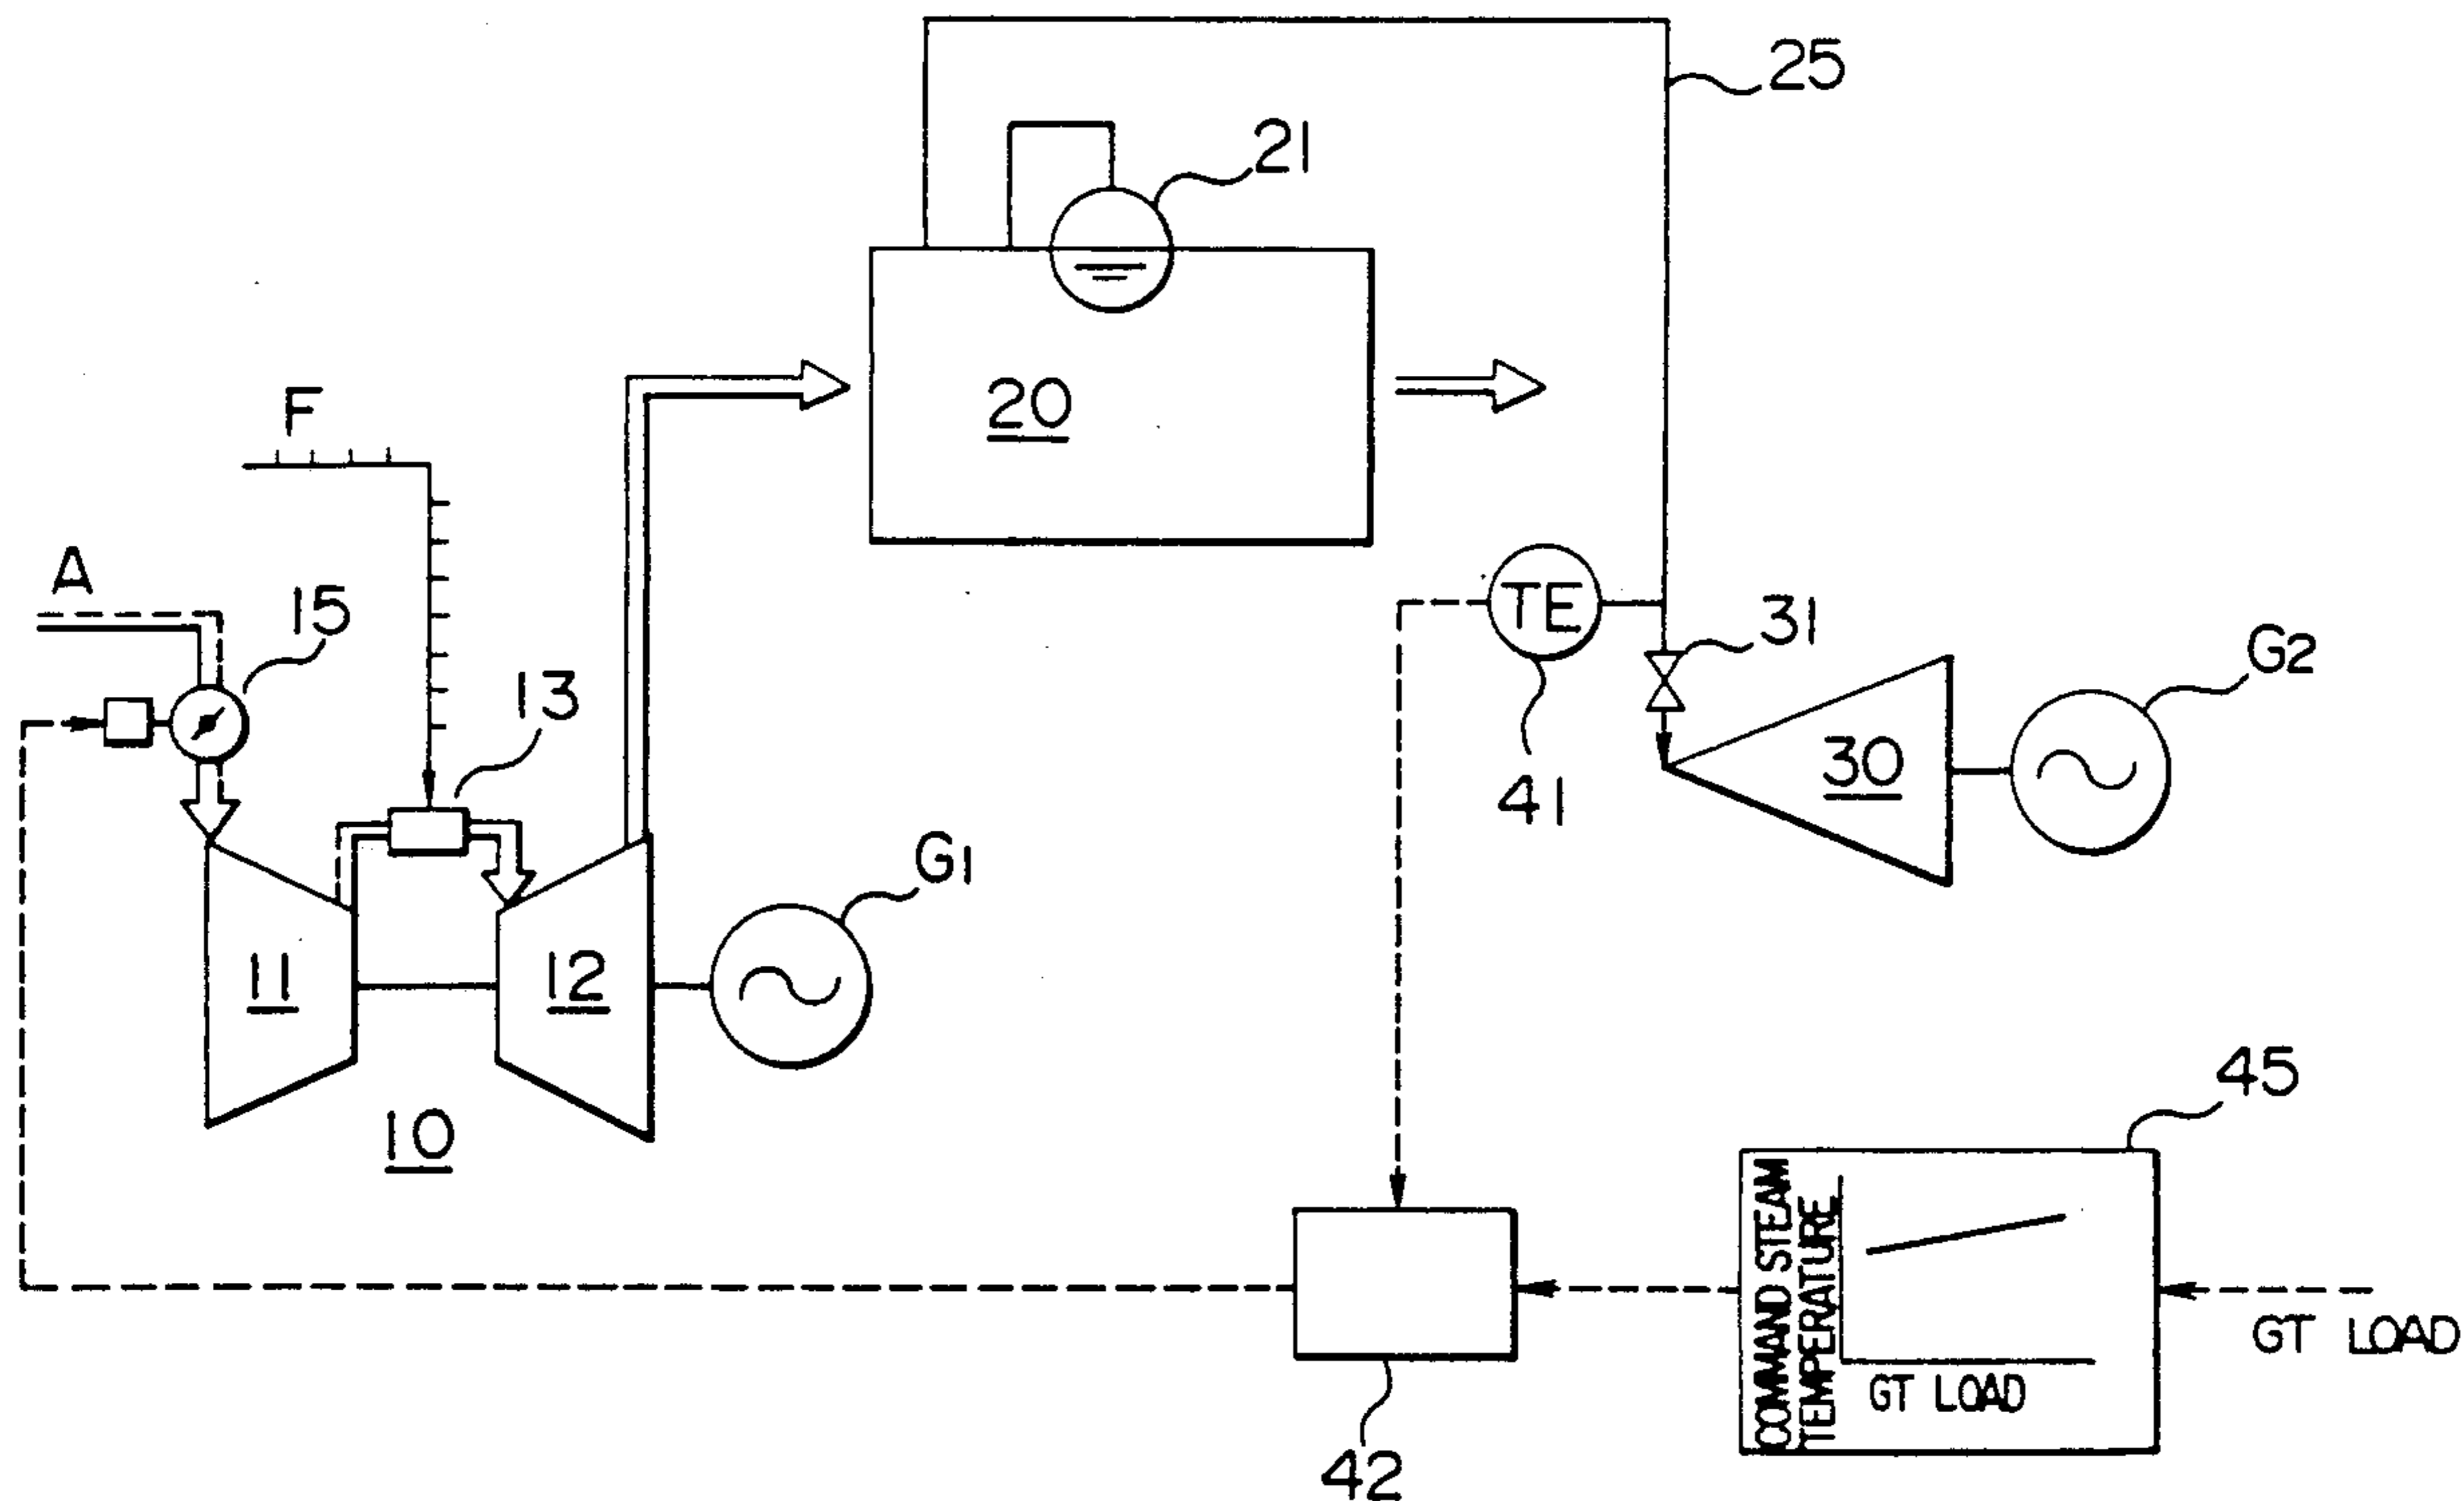 25
21
F
20
A
15
TE
31
G2
13
30
41
G1
11
12
45
10
COMMAND STEAM
TEMPERATURE
GT LOAD
GT LOAD
42